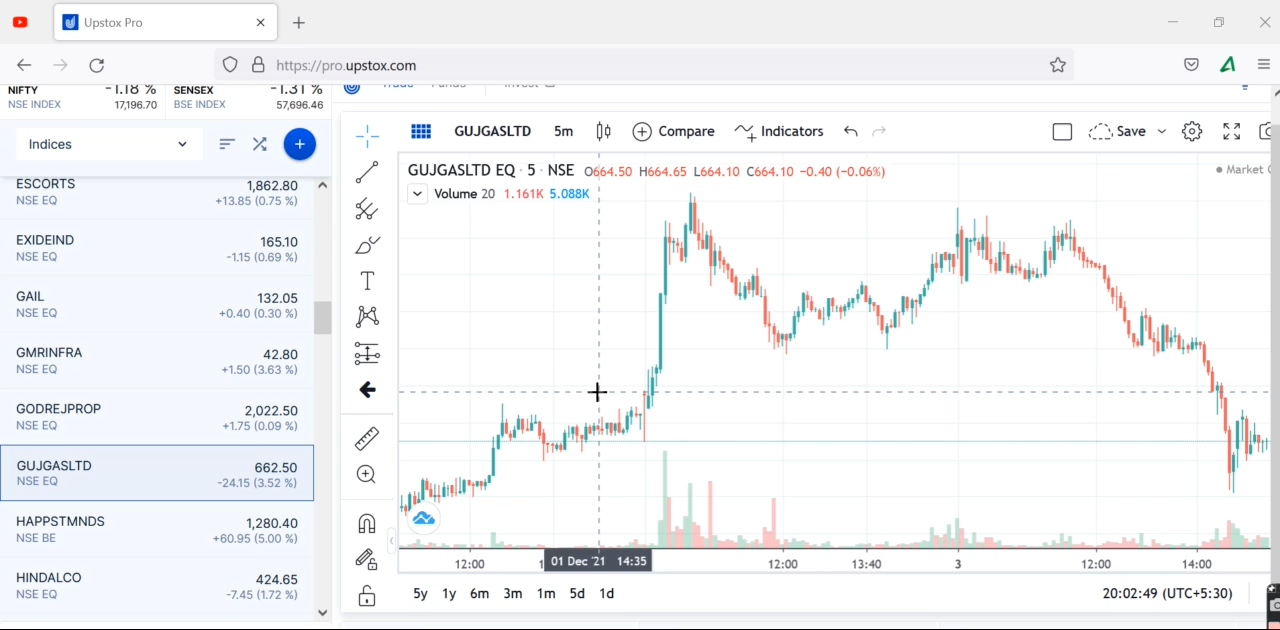 Upstox Pro
https://pro.upstox.com
NIFTY -1.18 % SENSEX -1.31 %
NSE INDEX 17,196.70 BSE INDEX 57,696.46
Trade Funds Invest
Indices
GUJGASLTD 5m Compare Indicators Save
GUJGASLTD EQ · 5 · NSE O664.50 H664.65 L664.10 C664.10 −0.40 (−0.06%)
Market
Volume 20 1.161K 5.088K
ESCORTS 1,862.80
NSE EQ +13.85 (0.75 %)
EXIDEIND 165.10
NSE EQ -1.15 (0.69 %)
GAIL 132.05
NSE EQ +0.40 (0.30 %)
GMRINFRA 42.80
NSE EQ +1.50 (3.63 %)
GODREJPROP 2,022.50
NSE EQ +1.75 (0.09 %)
GUJGASLTD 662.50
NSE EQ -24.15 (3.52 %)
HAPPSTMNDS 1,280.40
NSE BE +60.95 (5.00 %)
HINDALCO 424.65
NSE EQ -7.45 (1.72 %)
12:00 01 Dec '21 14:35 12:00 13:40 3 12:00 14:00
5y 1y 6m 3m 1m 5d 1d 20:02:49 (UTC+5:30)